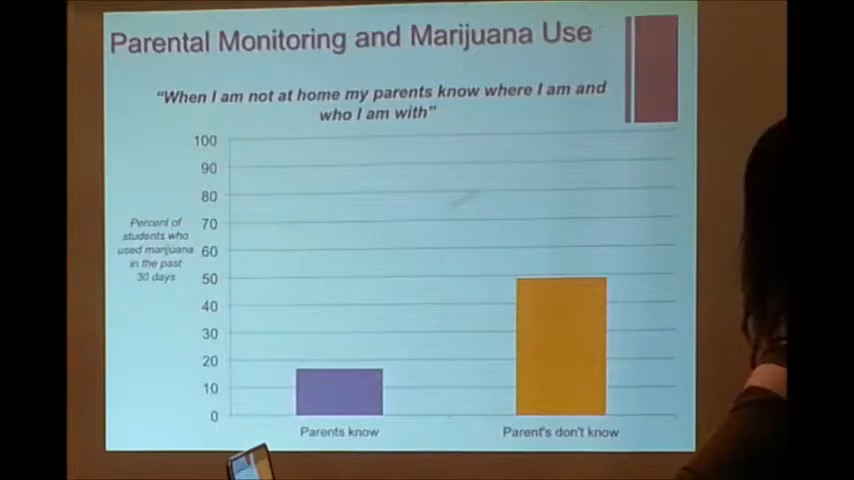 Parental Monitoring and Marijuana Use
"When I am not at home my parents know where I am and
who I am with"
100
90
80
70
60
50
40
30
20
10
0
Percent of
students who
used marijuana
in the past
30 days
Parents know
Parent's don't know